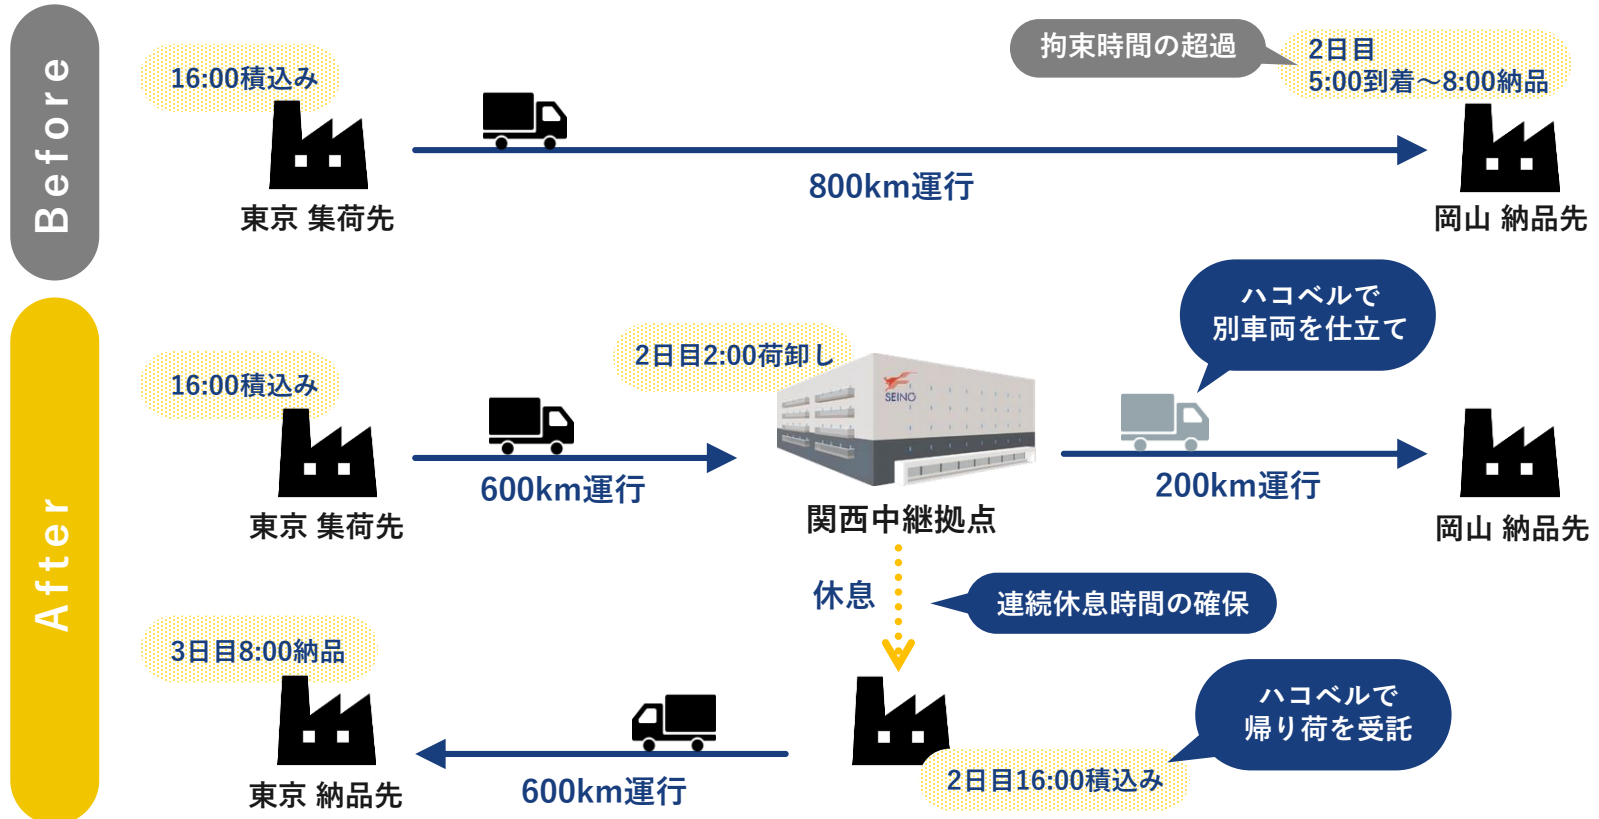 Before
16:00積込み
拘束時間の超過
2日目
5:00到着～8:00納品
800km運行
東京 集荷先
岡山 納品先
After
ハコベルで
別車両を仕立て
2日目2:00荷卸し
16:00積込み
SEINO
600km運行
200km運行
東京 集荷先
関西中継拠点
岡山 納品先
休息
連続休息時間の確保
3日目8:00納品
ハコベルで
帰り荷を受託
2日目16:00積込み
600km運行
東京 納品先